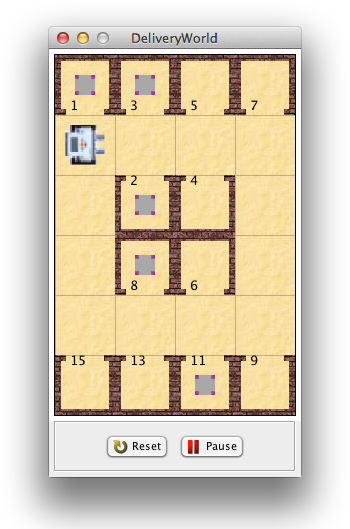 DeliveryWorld
1 3 5 7
2 4
8 6
15 13 11 9
Reset Pause